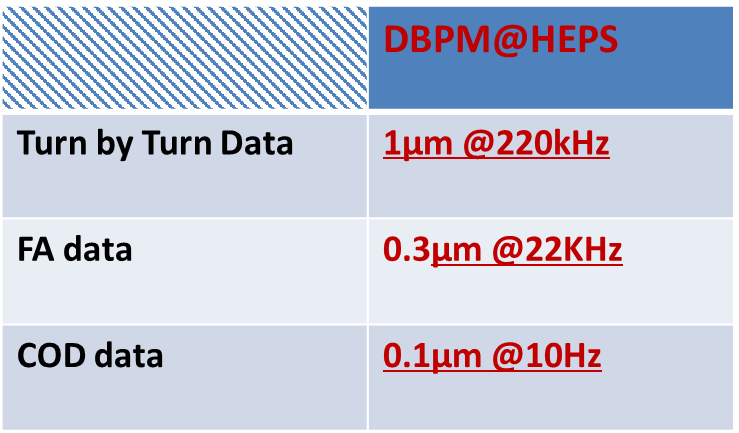 DBPM@HEPS
Turn by Turn Data
1μm @220kHz
FA data
0.3μm @22KHz
COD data
0.1μm @10Hz